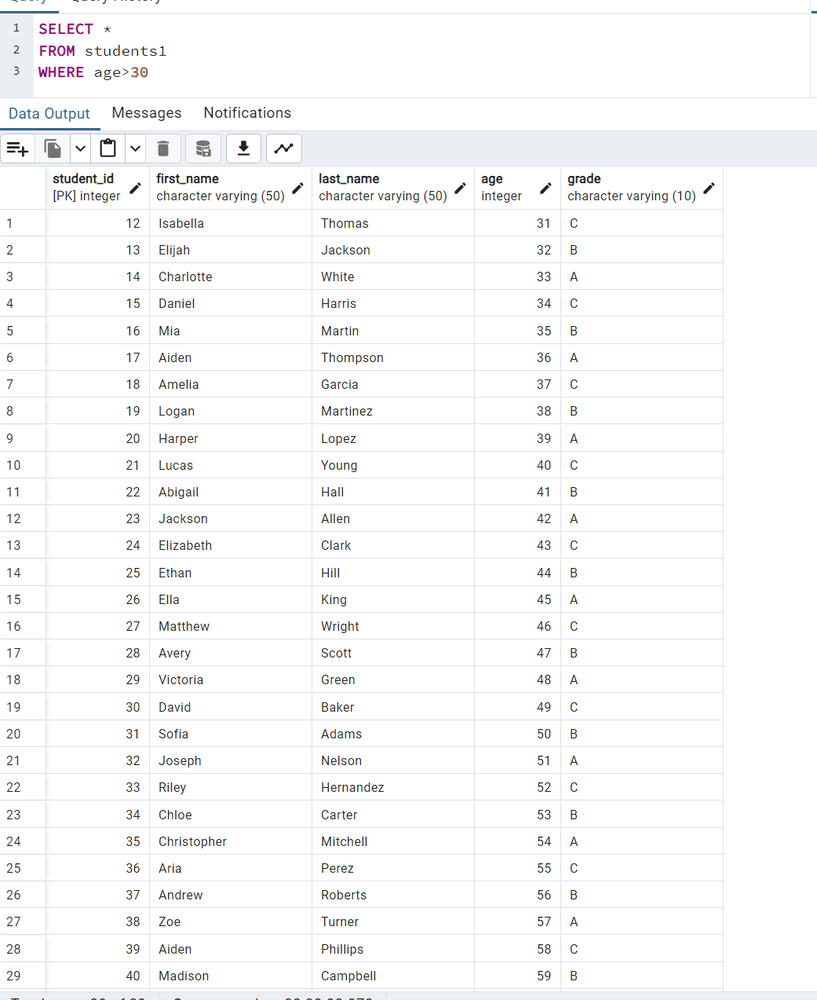 Query Query History
1 SELECT *
2 FROM students1
3 WHERE age>30
Data Output Messages Notifications
student_id first_name last_name age grade
[PK] integer character varying (50) character varying (50) integer character varying (10)
1 12 Isabella Thomas 31 C
2 13 Elijah Jackson 32 B
3 14 Charlotte White 33 A
4 15 Daniel Harris 34 C
5 16 Mia Martin 35 B
6 17 Aiden Thompson 36 A
7 18 Amelia Garcia 37 C
8 19 Logan Martinez 38 B
9 20 Harper Lopez 39 A
10 21 Lucas Young 40 C
11 22 Abigail Hall 41 B
12 23 Jackson Allen 42 A
13 24 Elizabeth Clark 43 C
14 25 Ethan Hill 44 B
15 26 Ella King 45 A
16 27 Matthew Wright 46 C
17 28 Avery Scott 47 B
18 29 Victoria Green 48 A
19 30 David Baker 49 C
20 31 Sofia Adams 50 B
21 32 Joseph Nelson 51 A
22 33 Riley Hernandez 52 C
23 34 Chloe Carter 53 B
24 35 Christopher Mitchell 54 A
25 36 Aria Perez 55 C
26 37 Andrew Roberts 56 B
27 38 Zoe Turner 57 A
28 39 Aiden Phillips 58 C
29 40 Madison Campbell 59 B